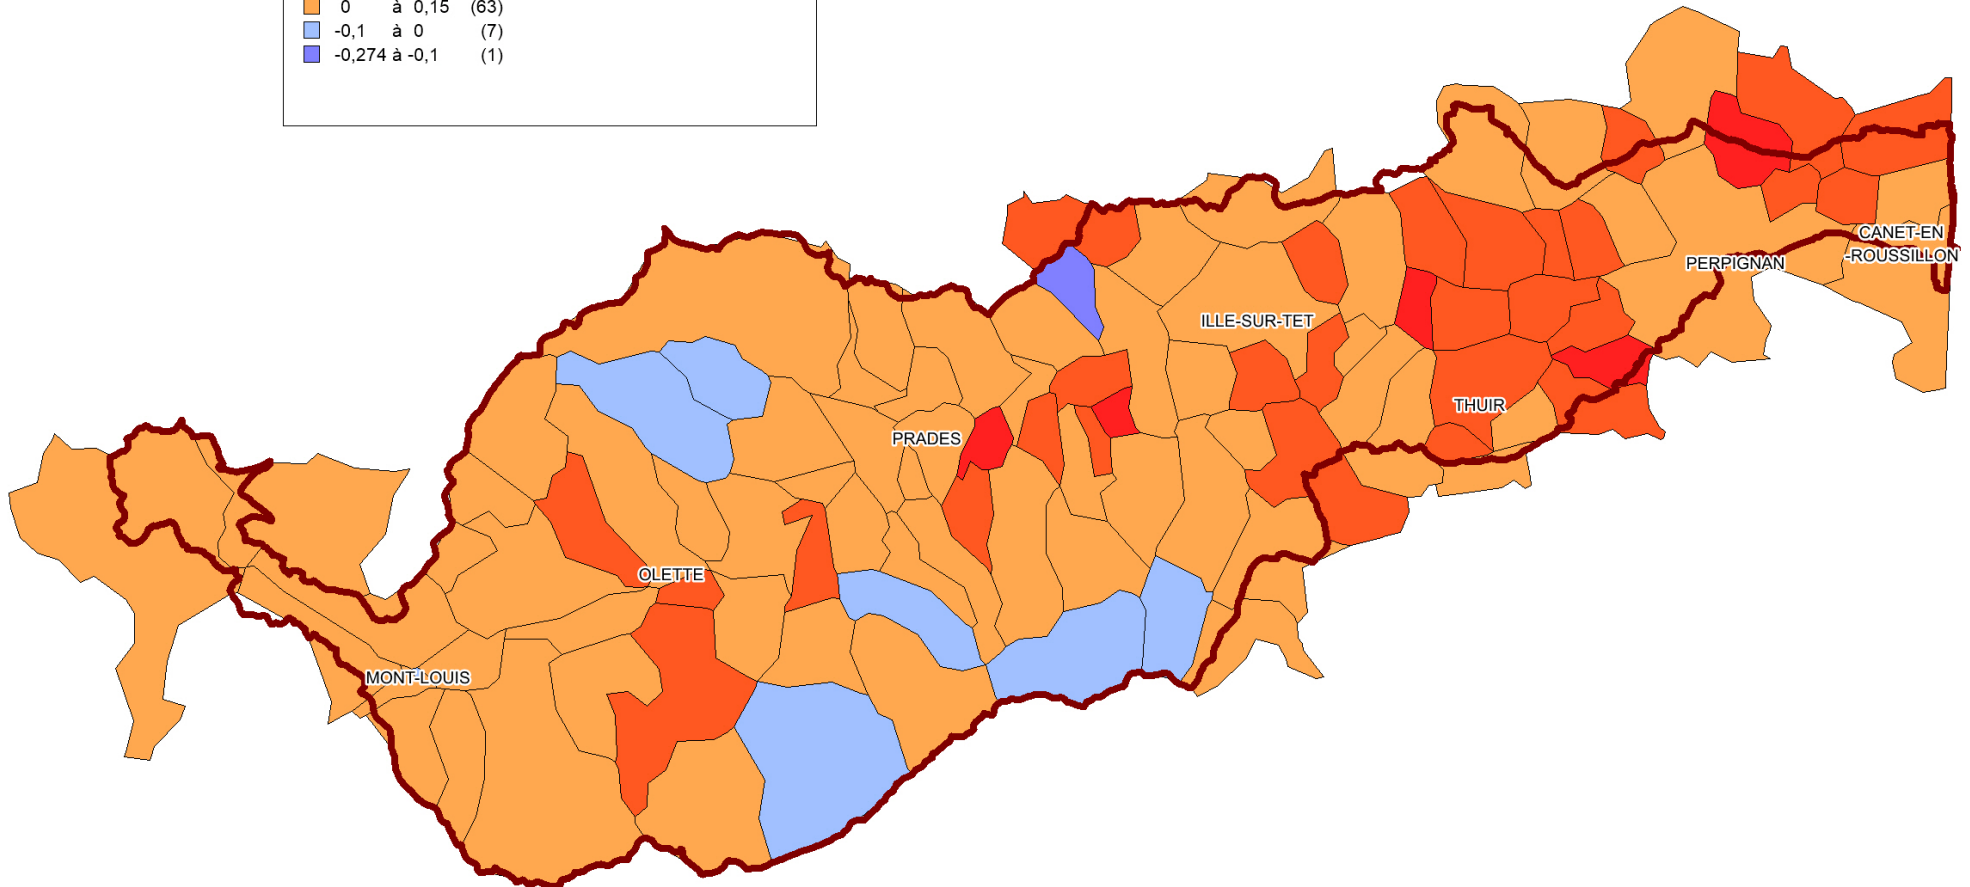 0 à 0,15 (63)
-0,1 à 0 (7)
-0,274 à -0,1 (1)
CANET-EN
-ROUSSILLON
PERPIGNAN
ILLE-SUR-TET
THUIR
PRADES
OLETTE
MONT-LOUIS